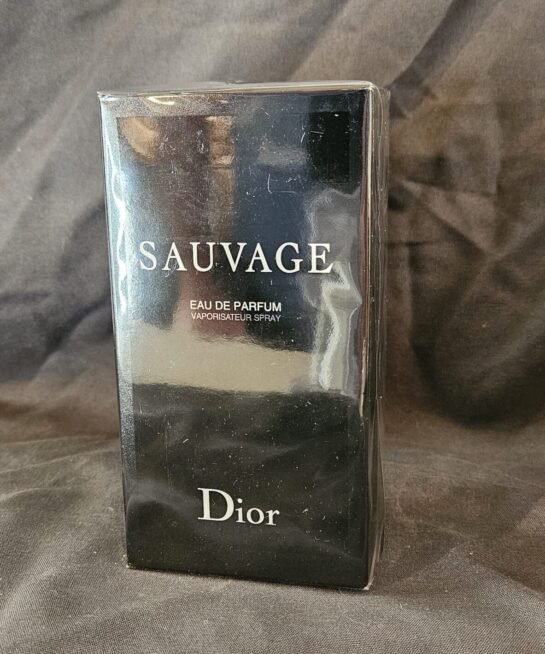 SAUVAGE
EAU DE PARFUM
VAPORISATEUR SPRAY
Dior